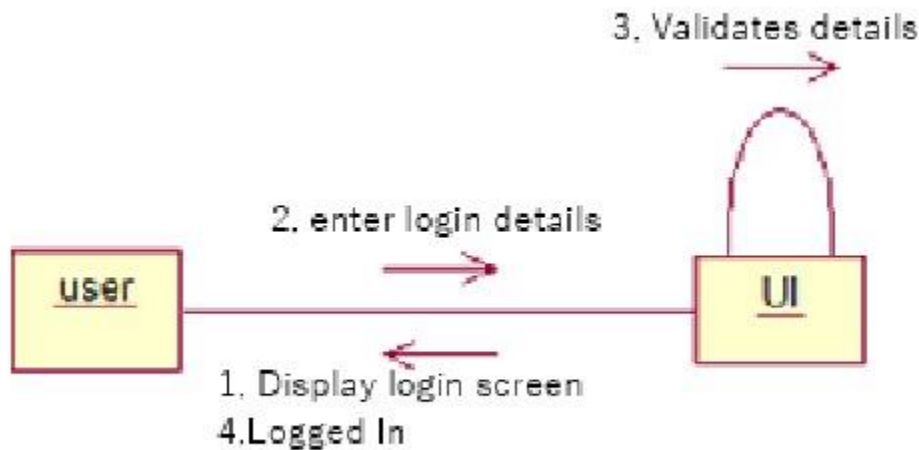 3, Validates details
2, enter login details
user
UI
1, Display login screen
4.Logged In